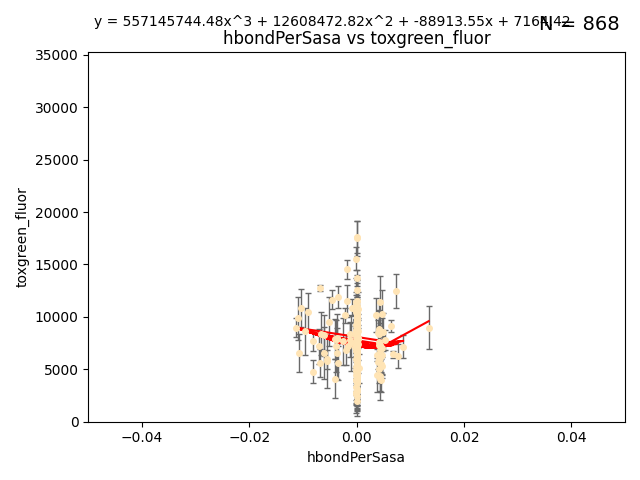 y = 557145744.48x^3 + 12608472.82x^2 + -88913.55x +
N = 868
hbondPerSasa vs toxgreen_fluor
35000
30000
25000
20000
15000
10000
5000
0
toxgreen_fluor
−0.04
−0.02
0.00
0.02
0.04
hbondPerSasa